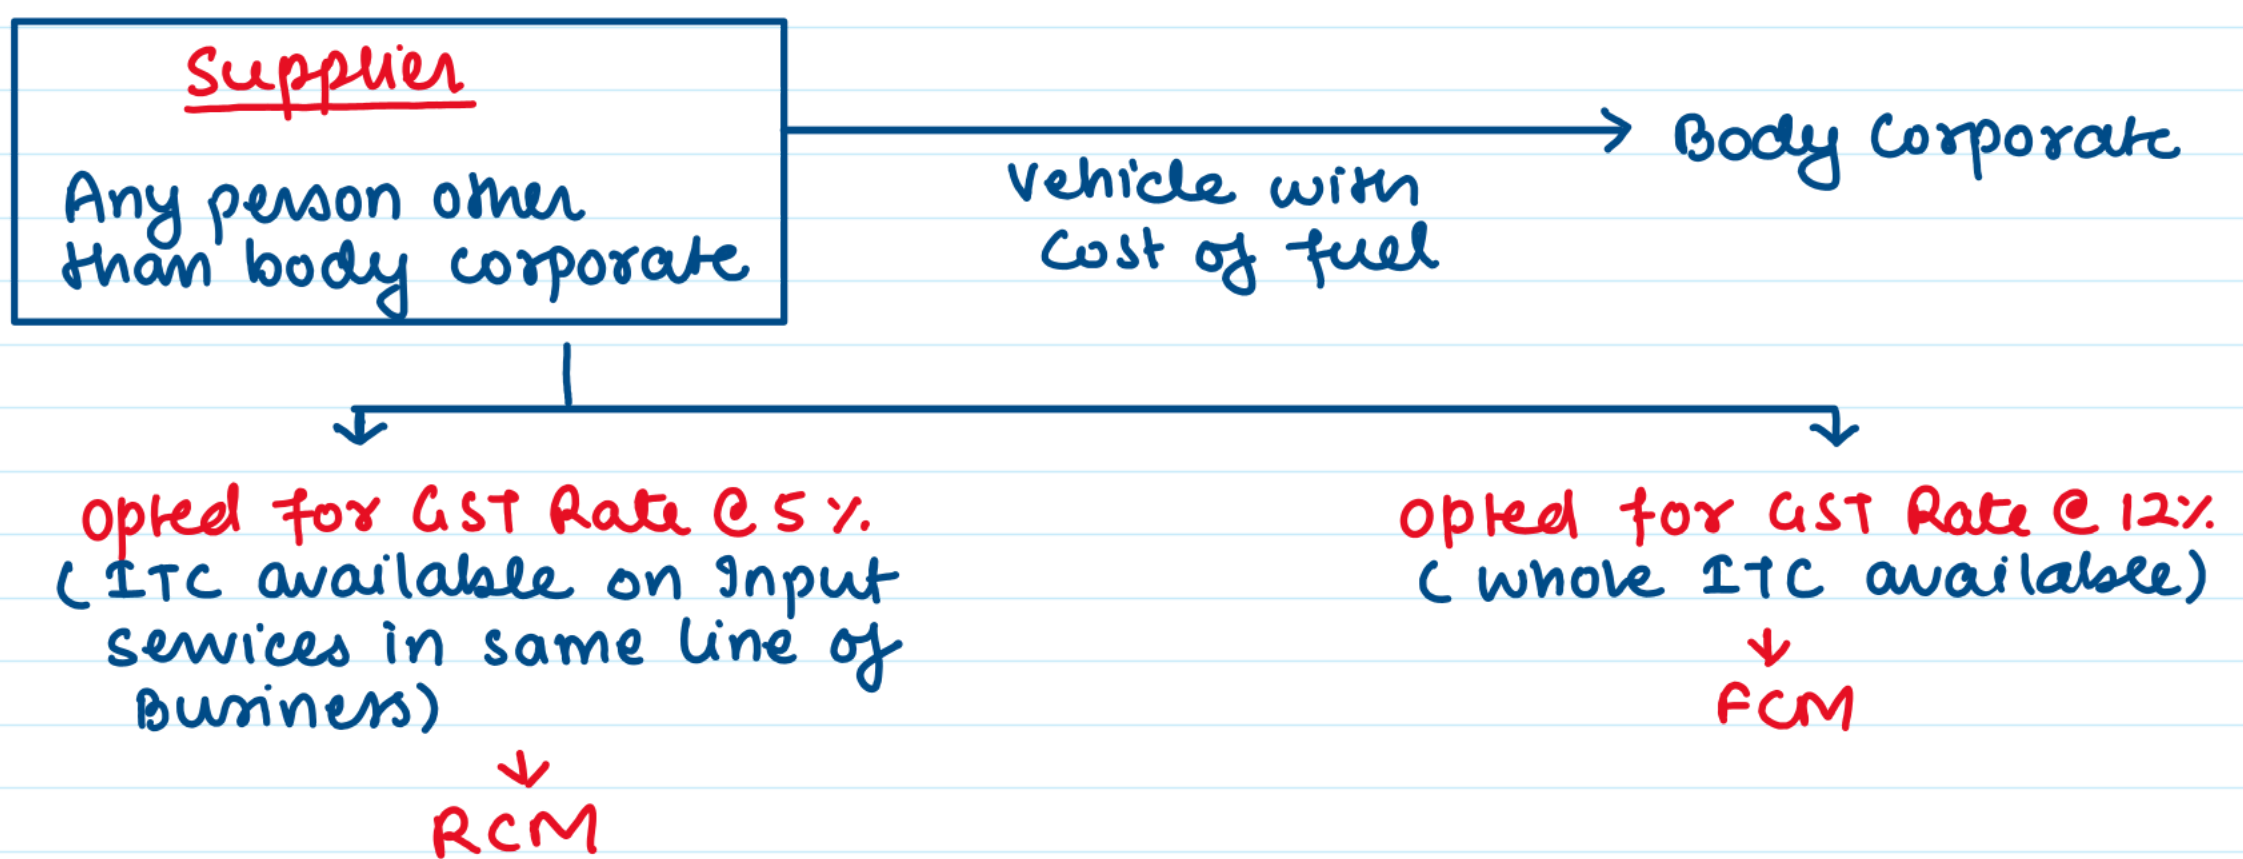 Supplier
Any person other
than body corporate
Vehicle with
Cost of fuel
Body Corporate
Opted for GST Rate @ 5%
(ITC available on Input
services in same line of
Business)
RCM
Opted for GST Rate @ 12%
(whole ITC available)
FCM